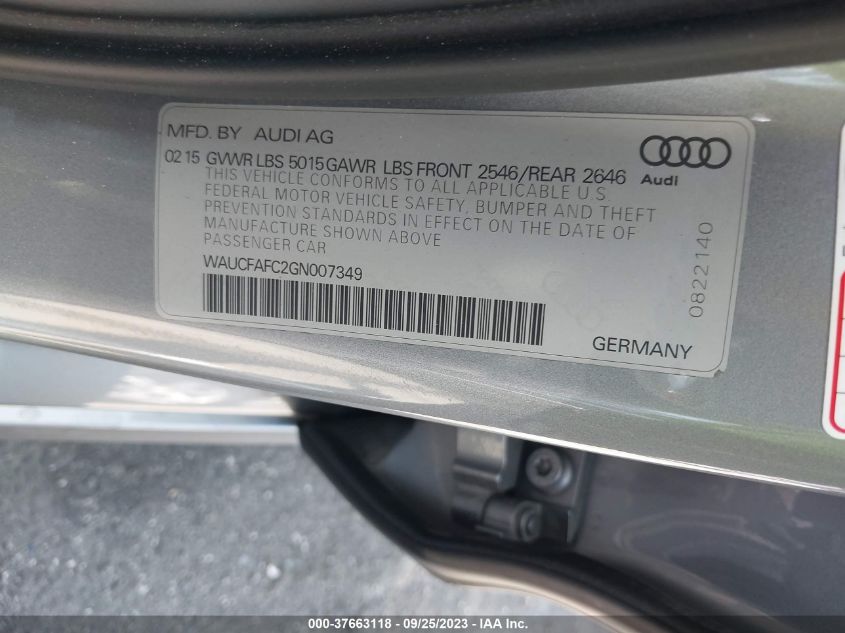 MFD. BY AUDI AG
02 15 GVWR LBS 5015 GAWR LBS FRONT 2546/REAR 2646
THIS VEHICLE CONFORMS TO ALL APPLICABLE U.S.
FEDERAL MOTOR VEHICLE SAFETY, BUMPER AND THEFT
PREVENTION STANDARDS IN EFFECT ON THE DATE OF
MANUFACTURE SHOWN ABOVE
PASSENGER CAR
WAUCFAFC2GN007349
Audi
0822140
GERMANY
000-37663118 - 09/25/2023 - IAA Inc.